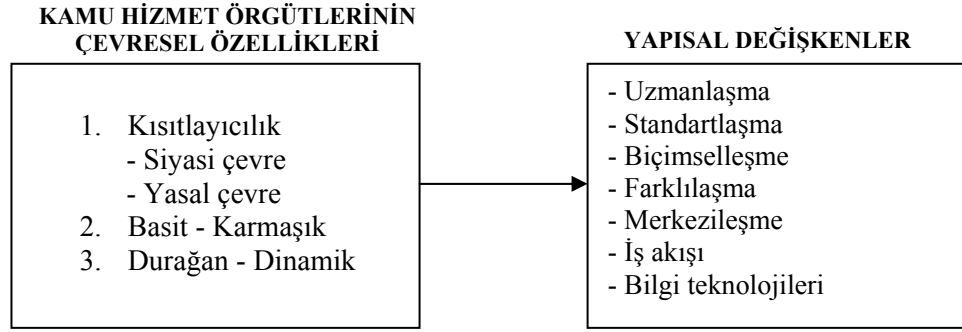 KAMU HİZMET ÖRGÜTLERİNİN
ÇEVRESEL ÖZELLİKLERİ
1. Kısıtlayıcılık
- Siyasi çevre
- Yasal çevre
2. Basit - Karmaşık
3. Durağan - Dinamik
YAPISAL DEĞİŞKENLER
- Uzmanlaşma
- Standartlaşma
- Biçimselleşme
- Farklılaşma
- Merkezileşme
- İş akışı
- Bilgi teknolojileri